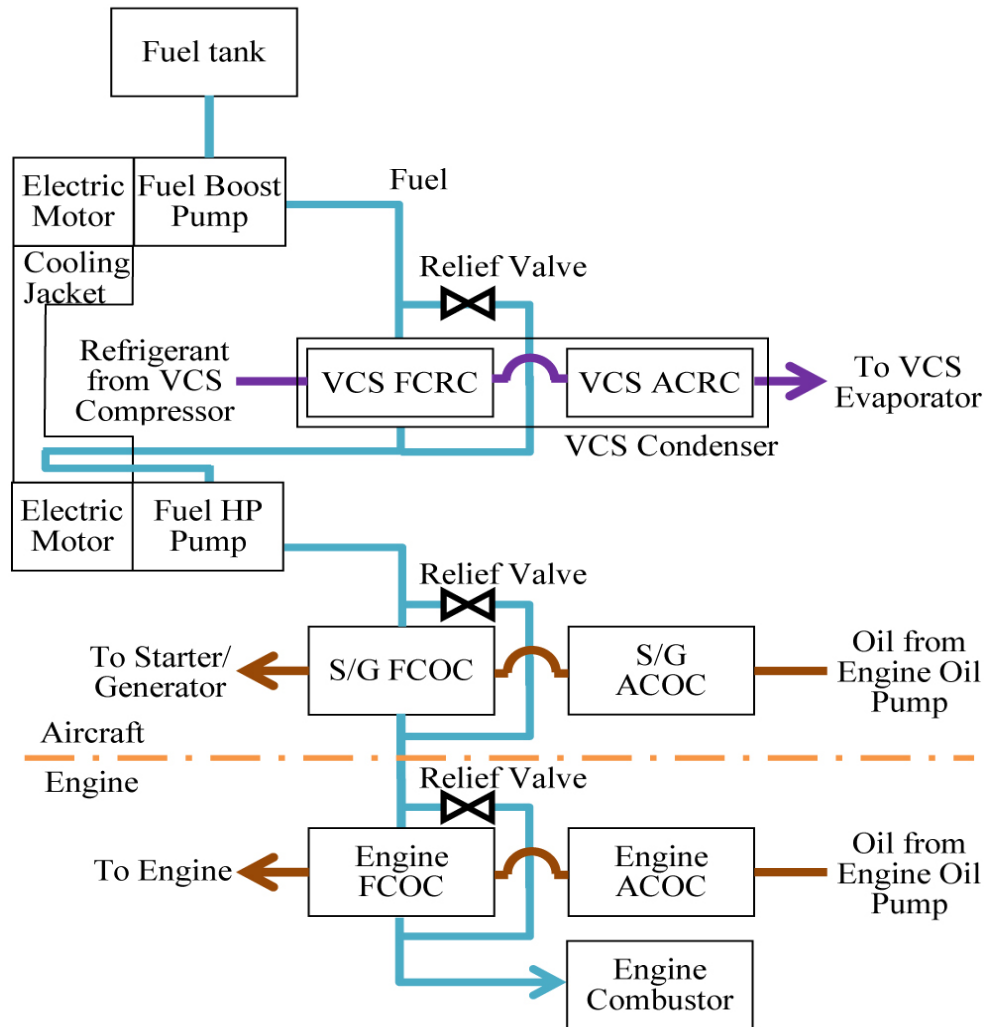 Fuel tank
Electric
Motor
Fuel Boost
Pump
Fuel
Cooling
Jacket
Relief Valve
Refrigerant
from VCS
Compressor
VCS FCRC
VCS ACRC
To VCS
Evaporator
VCS Condenser
Electric
Motor
Fuel HP
Pump
Relief Valve
To Starter/
Generator
S/G FCOC
S/G
ACOC
Oil from
Engine Oil
Pump
Aircraft
Engine
Relief Valve
To Engine
Engine
FCOC
Engine
ACOC
Oil from
Engine Oil
Pump
Engine
Combustor